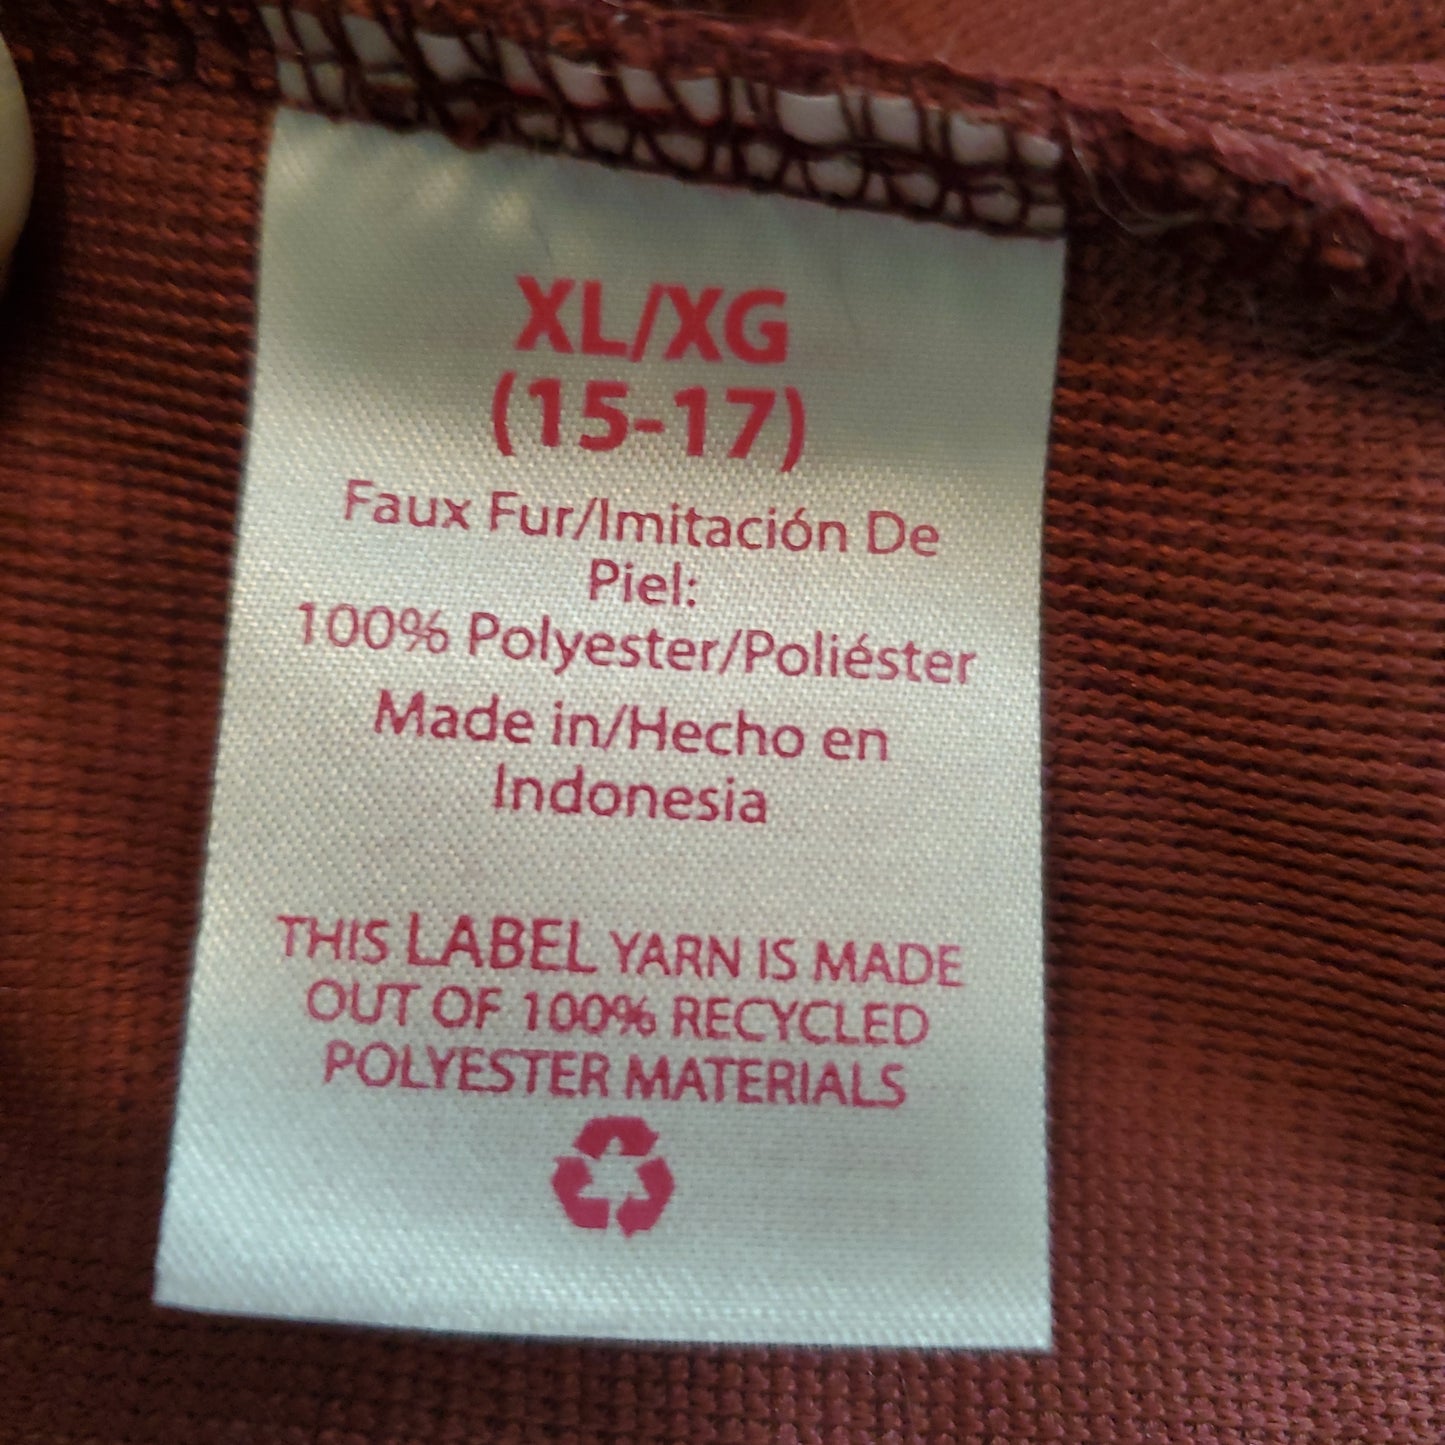 XL/XG
(15-17)
Faux Fur/Imitación De
Piel:
100% Polyester/Poliéster
Made in/Hecho en
Indonesia
THIS LABEL YARN IS MADE
OUT OF 100% RECYCLED
POLYESTER MATERIALS